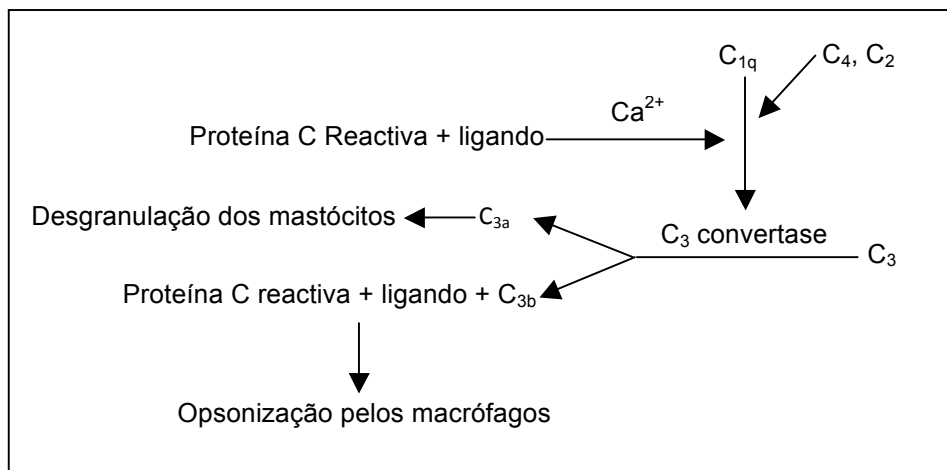 C1q
C4, C2
Ca2+
Proteína C Reactiva + ligando
Desgranulação dos mastócitos
C3a
C3 convertase
C3
Proteína C reactiva + ligando + C3b
Opsonização pelos macrófagos